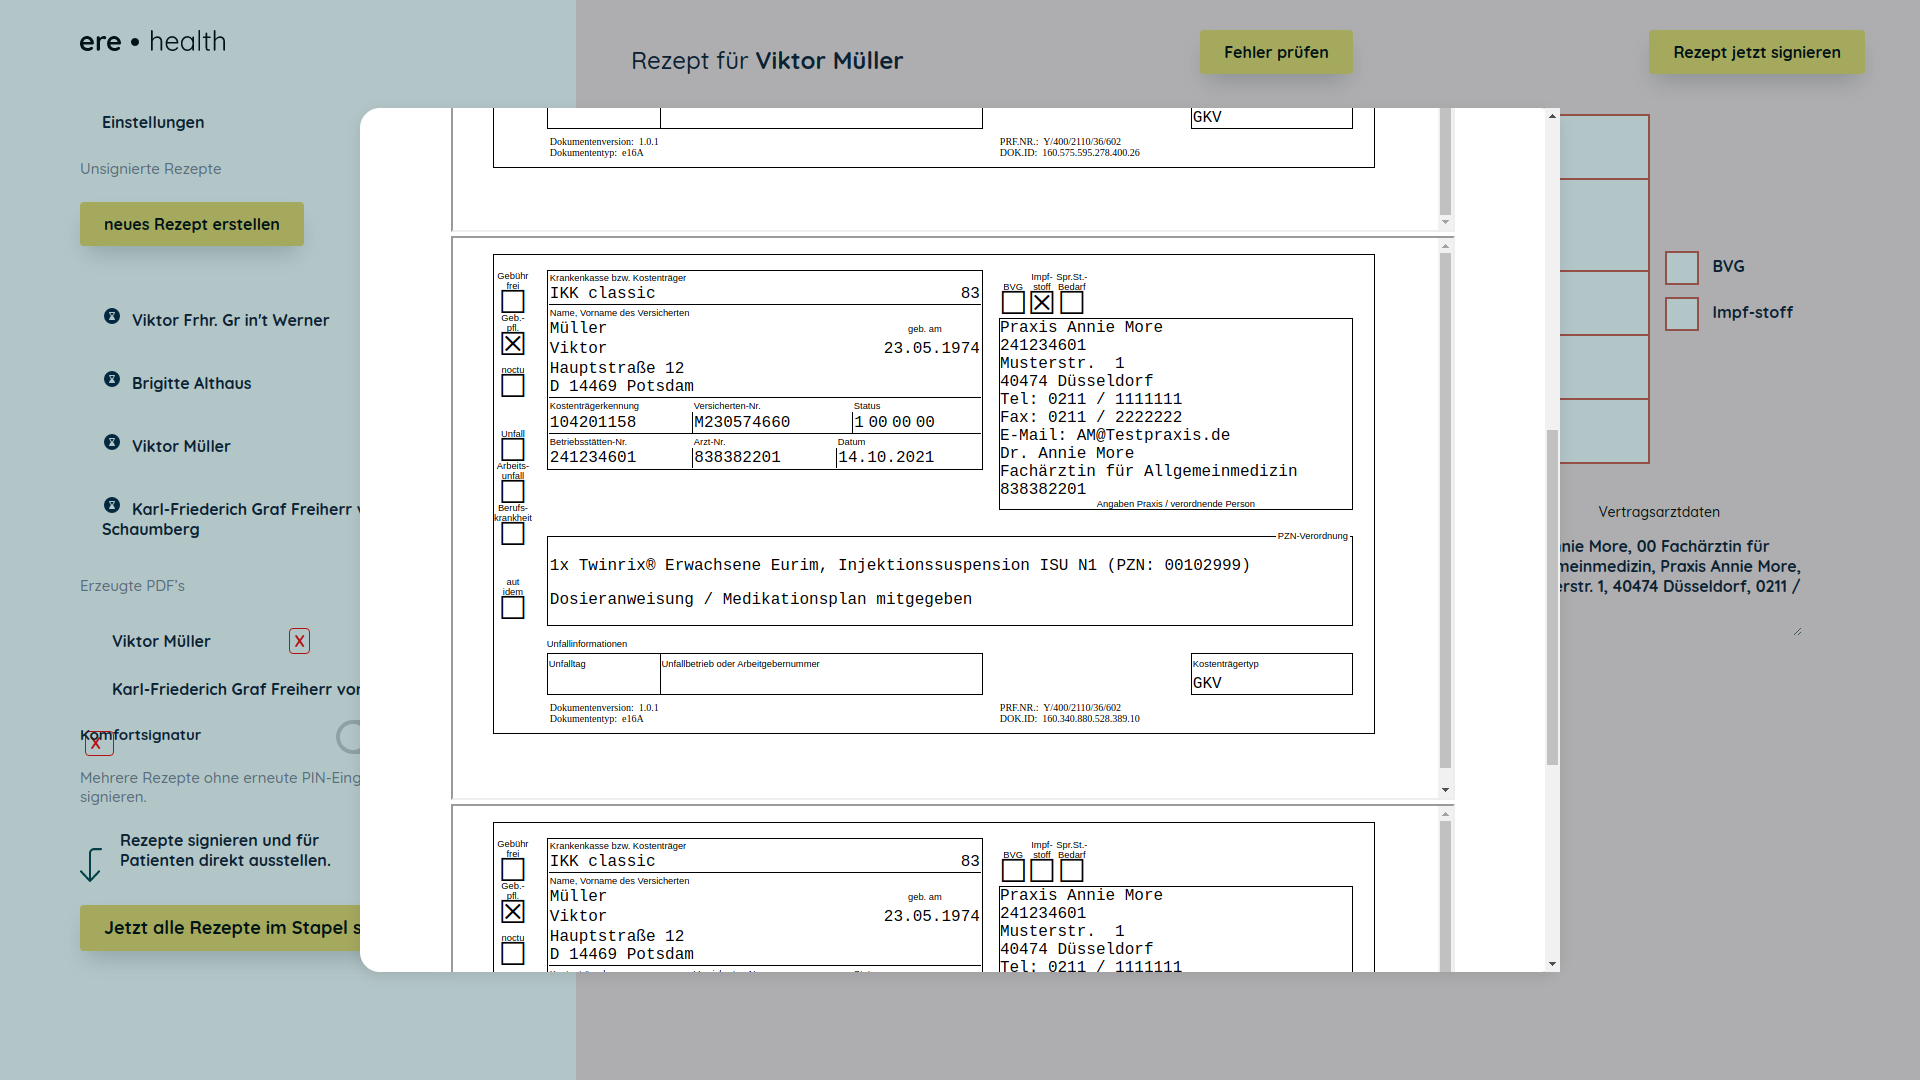 ere • health
Einstellungen
Unsignierte Rezepte
neues Rezept erstellen
Viktor Frhr. Gr in't Werner
Brigitte Althaus
Viktor Müller
Karl-Friederich Graf Freiherr
Schaumberg
Erzeugte PDF's
Viktor Müller X
Karl-Friederich Graf Freiherr von
Komfortsignatur
X
Mehrere Rezepte ohne erneute PIN-Eing
signieren.
Rezepte signieren und für
Patienten direkt ausstellen.
Jetzt alle Rezepte im Stapel s
Rezept für Viktor Müller
Fehler prüfen
Rezept jetzt signieren
GKV
Dokumentenversion: 1.0.1
Dokumententyp: e16A
PRF.NR.: Y/400/2110/36/602
DOK.ID: 160.575.595.278.400.26
Gebühr
frei
Geb.-
pfl.
noctu
Unfall
Arbeits-
unfall
Berufs-
krankheit
aut
idem
Krankenkasse bzw. Kostenträger
IKK classic 83
Name, Vorname des Versicherten
Müller geb. am
Viktor 23.05.1974
Hauptstraße 12
D 14469 Potsdam
Kostenträgerkennung Versicherten-Nr. Status
104201158 M230574660 1 00 00 00
Betriebsstätten-Nr. Arzt-Nr. Datum
241234601 838382201 14.10.2021
BVG Impf-stoff Spr.St.-Bedarf
Praxis Annie More
241234601
Musterstr. 1
40474 Düsseldorf
Tel: 0211 / 1111111
Fax: 0211 / 2222222
E-Mail: AM@Testpraxis.de
Dr. Annie More
Fachärztin für Allgemeinmedizin
838382201
Angaben Praxis / verordnende Person
PZN-Verordnung
1x Twinrix® Erwachsene Eurim, Injektionssuspension ISU N1 (PZN: 00102999)
Dosieranweisung / Medikationsplan mitgegeben
Unfallinformationen
Unfalltag Unfallbetrieb oder Arbeitgebernummer
Kostenträgertyp
GKV
Dokumentenversion: 1.0.1
Dokumententyp: e16A
PRF.NR.: Y/400/2110/36/602
DOK.ID: 160.340.880.528.389.10
Gebühr
frei
Geb.-
pfl.
noctu
Krankenkasse bzw. Kostenträger
IKK classic 83
Name, Vorname des Versicherten
Müller geb. am
Viktor 23.05.1974
Hauptstraße 12
D 14469 Potsdam
BVG Impf-stoff Spr.St.-Bedarf
Praxis Annie More
241234601
Musterstr. 1
40474 Düsseldorf
Tel: 0211 / 1111111
BVG
Impf-stoff
Vertragsarztdaten
nie More, 00 Fachärztin für
meinmedizin, Praxis Annie More,
erstr. 1, 40474 Düsseldorf, 0211 /